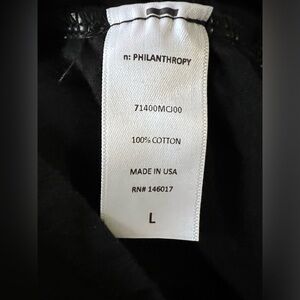 n: PHILANTHROPY
71400MCJ00
100% COTTON
MADE IN USA
RN# 146017
L